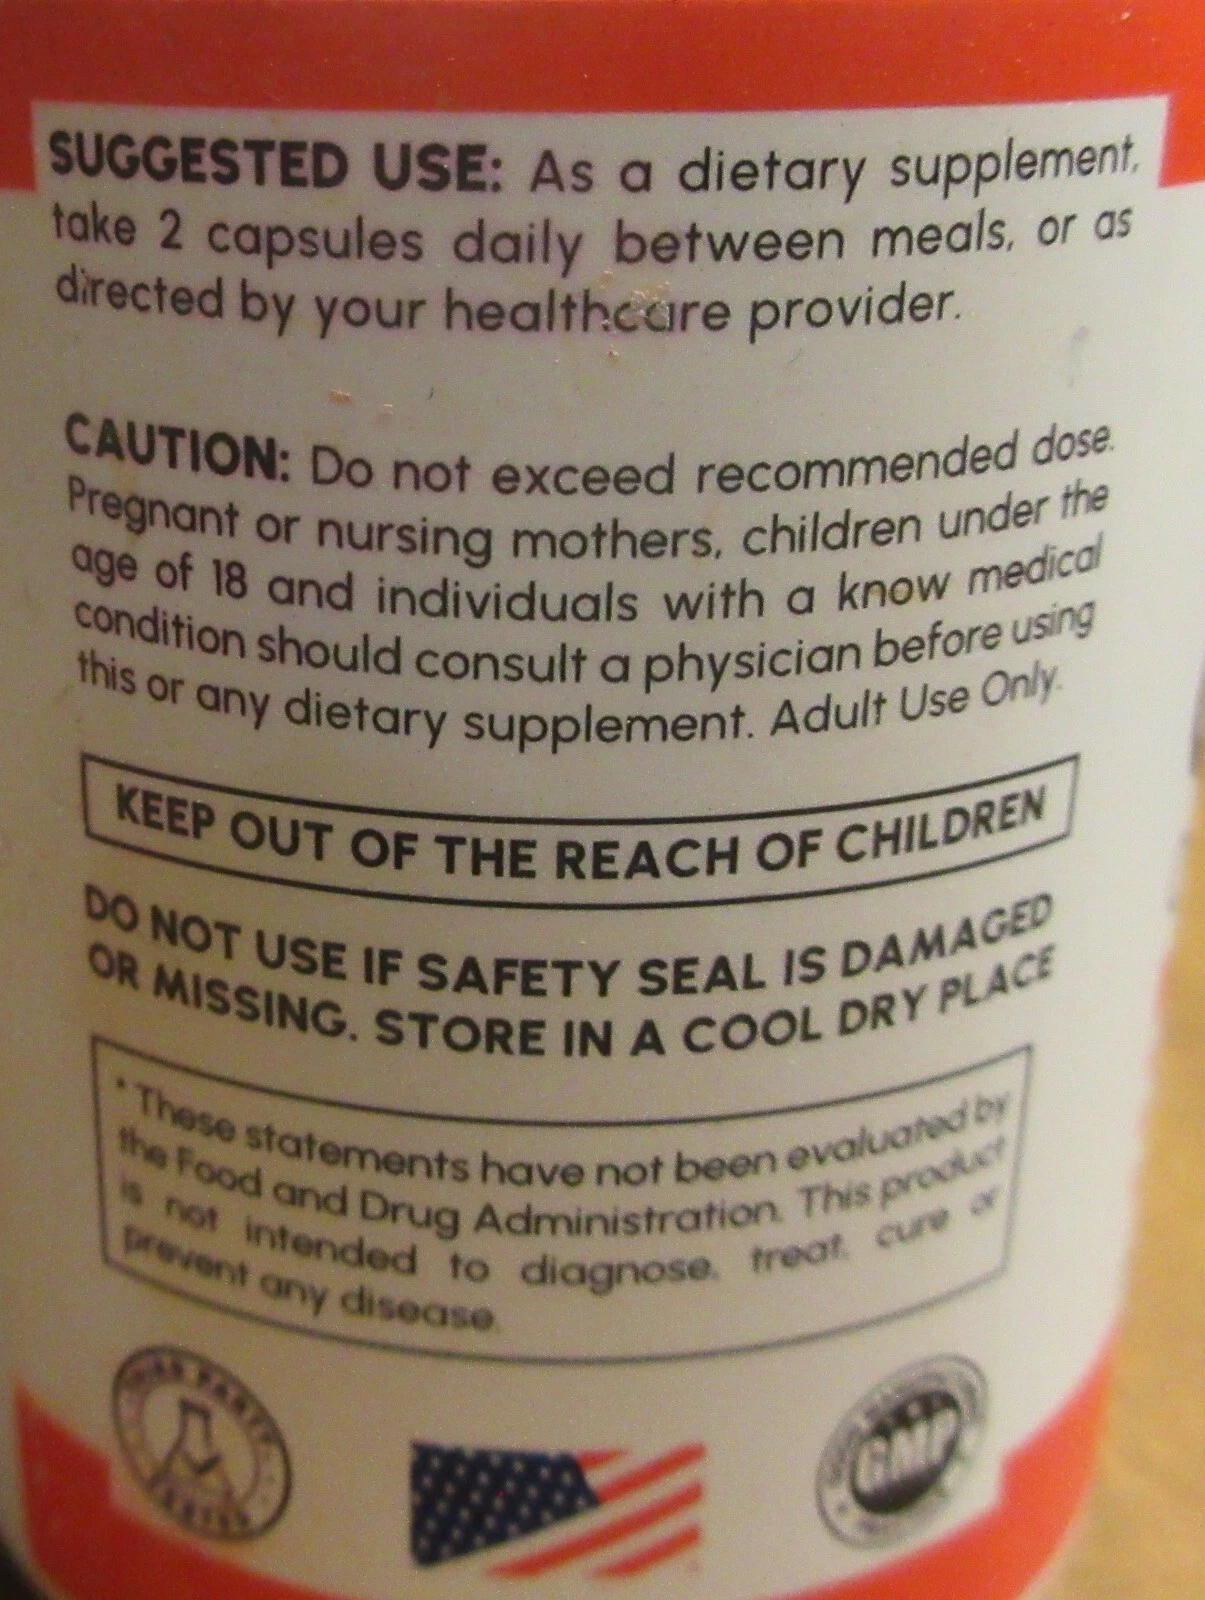 SUGGESTED USE: As a dietary supplement,
take 2 capsules daily between meals, or as
directed by your healthcare provider.
CAUTION: Do not exceed recommended dose.
Pregnant or nursing mothers, children under the
age of 18 and individuals with a know medical
condition should consult a physician before using
this or any dietary supplement. Adult Use Only.
KEEP OUT OF THE REACH OF CHILDREN
DO NOT USE IF SAFETY SEAL IS DAMAGED
OR MISSING. STORE IN A COOL DRY PLACE
* These statements have not been evaluated by
the Food and Drug Administration. This product
is not intended to diagnose, treat, cure or
prevent any disease.
THIRD PARTY
TESTED
GMP